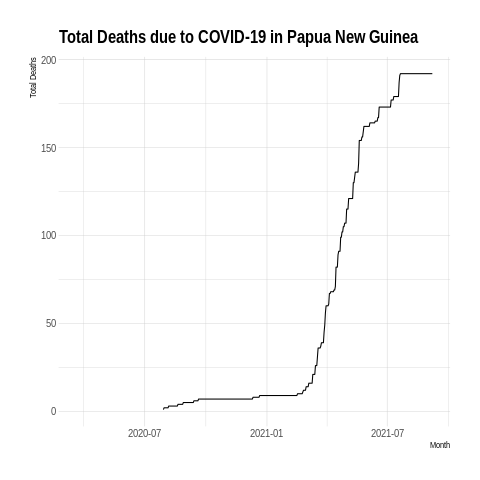 Total Deaths due to COVID-19 in Papua New Guinea
Total Deaths
200
150
100
50
0
2020-07
2021-01
2021-07
Month